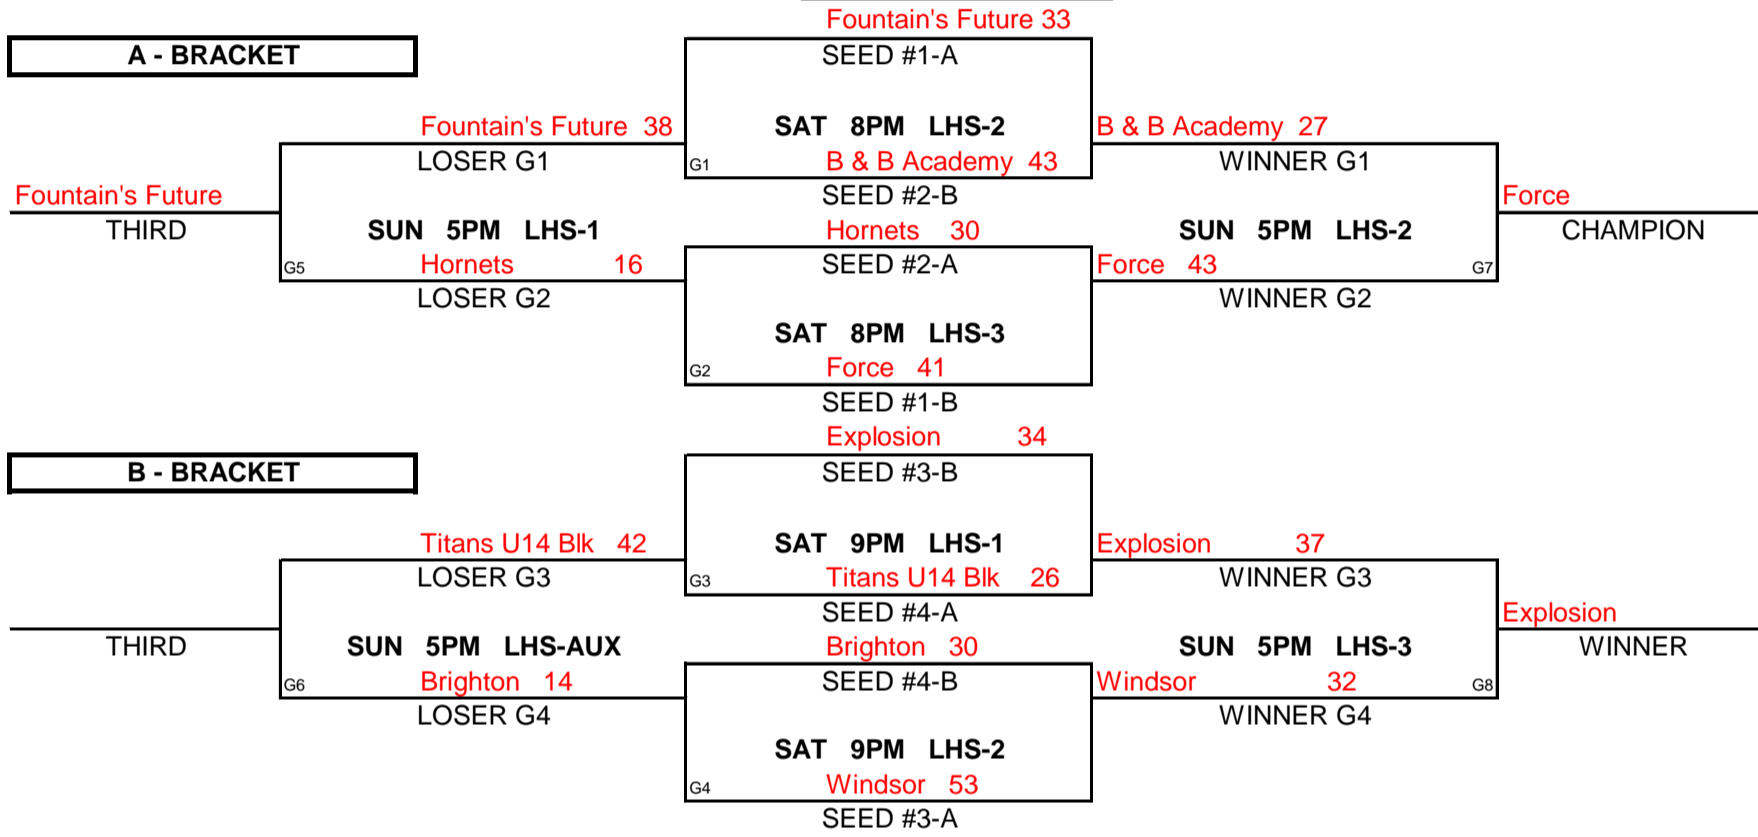 Fountain's Future 33
A - BRACKET
SEED #1-A
Fountain's Future 38
SAT 8PM LHS-2
B & B Academy 27
LOSER G1
G1
B & B Academy 43
WINNER G1
Fountain's Future
SEED #2-B
Force
THIRD
SUN 5PM LHS-1
Hornets 30
SUN 5PM LHS-2
CHAMPION
G5
Hornets 16
SEED #2-A
Force 43
G7
LOSER G2
WINNER G2
SAT 8PM LHS-3
G2
Force 41
SEED #1-B
Explosion 34
B - BRACKET
SEED #3-B
Titans U14 Blk 42
SAT 9PM LHS-1
Explosion 37
LOSER G3
G3
Titans U14 Blk 26
WINNER G3
SEED #4-A
Explosion
THIRD
SUN 5PM LHS-AUX
Brighton 30
SUN 5PM LHS-3
WINNER
G6
Brighton 14
SEED #4-B
Windsor 32
G8
LOSER G4
WINNER G4
SAT 9PM LHS-2
G4
Windsor 53
SEED #3-A